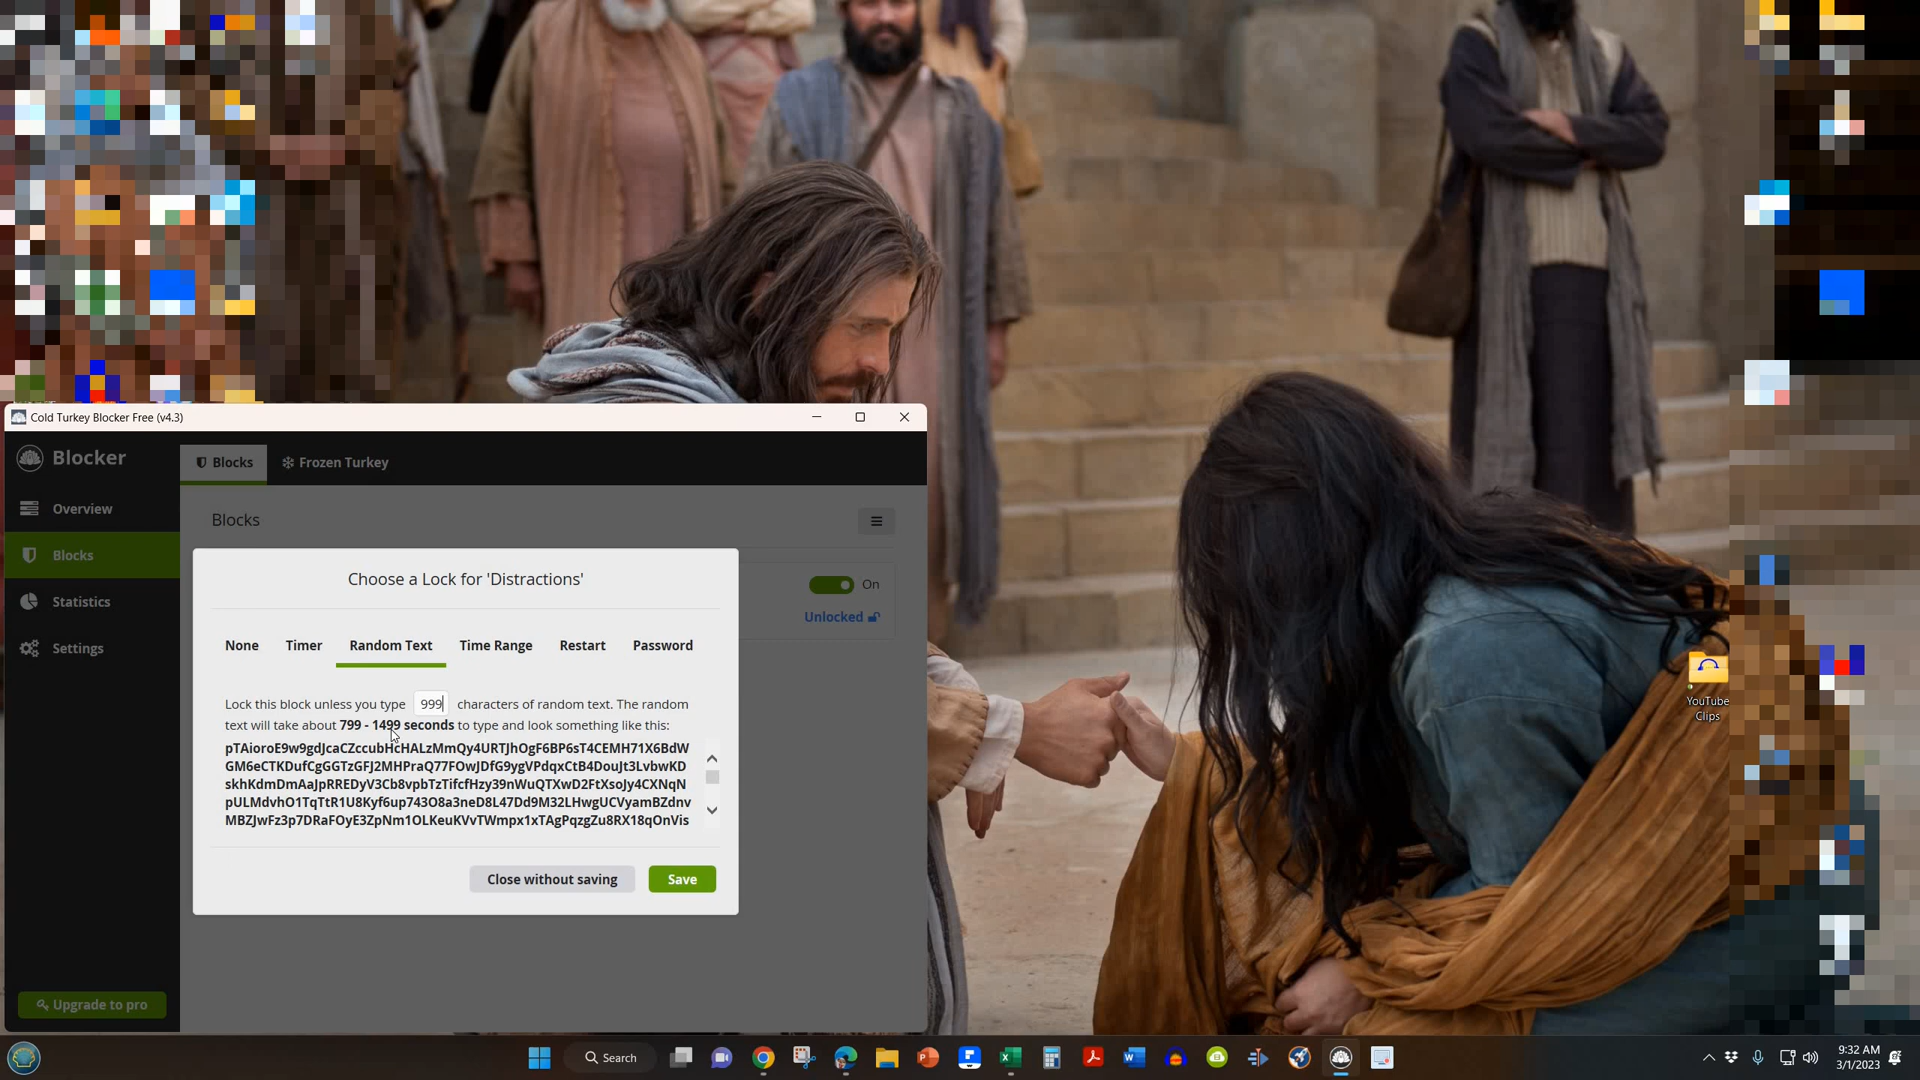 Cold Turkey Blocker Free (v4.3)
Blocker
Blocks
Frozen Turkey
Overview
Blocks
Statistics
Settings
Upgrade to pro
Blocks
On
Unlocked
Choose a Lock for 'Distractions'
None
Timer
Random Text
Time Range
Restart
Password
Lock this block unless you type 999 characters of random text. The random
text will take about 799 - 1499 seconds to type and look something like this:
pTAioroE9w9gdJcaCZccubHcHALzMmQy4URTJhOgF6BP6sT4CEMH71X6BdW
GM6eCTKDufCgGGTzGFJ2MHPraQ77FOwJDfG9ygVPdqxCtB4DouJt3LvbwKD
skhKdmDmAaJpRREDyV3Cb8vpbTzTifcfHzy39nWuQTXwD2FtXsoJy4CXNqN
pULMdvhO1TqTtR1U8Kyf6up743O8a3neD8L47Dd9M32LHwgUCVyamBZdnv
MBZJwFz3p7DRaFOyE3ZpNm1OLKeuKVvTWmpx1xTAgPqzgZu8RX18qOnVis
Close without saving
Save
YouTube
Clips
Search
9:32 AM
3/1/2023